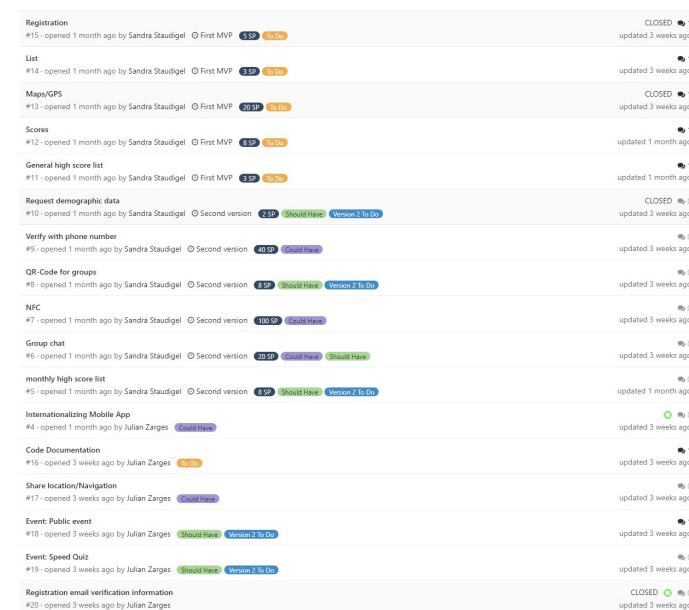 Registration CLOSED
#15 · opened 1 month ago by Sandra Staudigel First MVP 5 SP To Do updated 3 weeks ago
List
#14 · opened 1 month ago by Sandra Staudigel First MVP 3 SP To Do updated 3 weeks ago
Maps/GPS CLOSED
#13 · opened 1 month ago by Sandra Staudigel First MVP 20 SP To Do updated 3 weeks ago
Scores
#12 · opened 1 month ago by Sandra Staudigel First MVP 8 SP To Do updated 1 month ago
General high score list
#11 · opened 1 month ago by Sandra Staudigel First MVP 3 SP To Do updated 1 month ago
Request demographic data CLOSED
#10 · opened 1 month ago by Sandra Staudigel Second version 2 SP Should Have Version 2 To Do updated 3 weeks ago
Verify with phone number
#9 · opened 1 month ago by Sandra Staudigel Second version 40 SP Could Have updated 3 weeks ago
QR-Code for groups
#8 · opened 1 month ago by Sandra Staudigel Second version 8 SP Should Have Version 2 To Do updated 3 weeks ago
NFC
#7 · opened 1 month ago by Sandra Staudigel Second version 100 SP Could Have updated 3 weeks ago
Group chat
#6 · opened 1 month ago by Sandra Staudigel Second version 20 SP Could Have Should Have updated 3 weeks ago
monthly high score list
#5 · opened 1 month ago by Sandra Staudigel Second version 8 SP Should Have Version 2 To Do updated 1 month ago
Internationalizing Mobile App
#4 · opened 1 month ago by Julian Zarges Could Have updated 3 weeks ago
Code Documentation
#16 · opened 3 weeks ago by Julian Zarges To Do updated 3 weeks ago
Share location/Navigation
#17 · opened 3 weeks ago by Julian Zarges Could Have updated 3 weeks ago
Event: Public event
#18 · opened 3 weeks ago by Julian Zarges Should Have Version 2 To Do updated 3 weeks ago
Event: Speed Quiz
#19 · opened 3 weeks ago by Julian Zarges Should Have Version 2 To Do updated 3 weeks ago
Registration email verification information CLOSED
#20 · opened 3 weeks ago by Julian Zarges updated 3 weeks ago